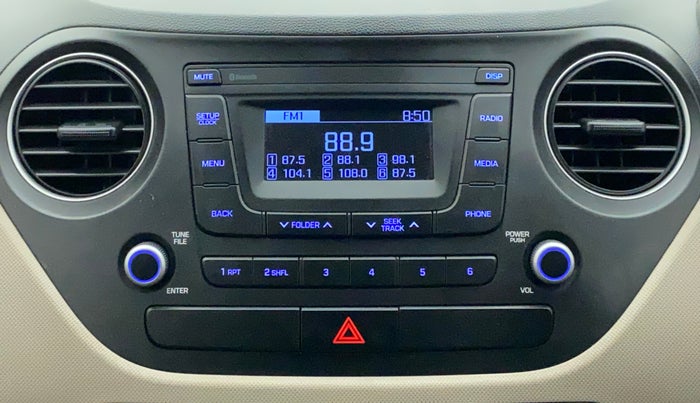 MUTE
Bluetooth
DISP
SETUP
CLOCK
FM1 8:50
RADIO
88.9
MENU
1 87.5 2 88.1 3 98.1
MEDIA
4 104.1 5 108.0 6 87.5
BACK
FOLDER
SEEK
TRACK
PHONE
TUNE
FILE
POWER
PUSH
1 RPT 2 SHFL 3 4 5 6
ENTER
VOL